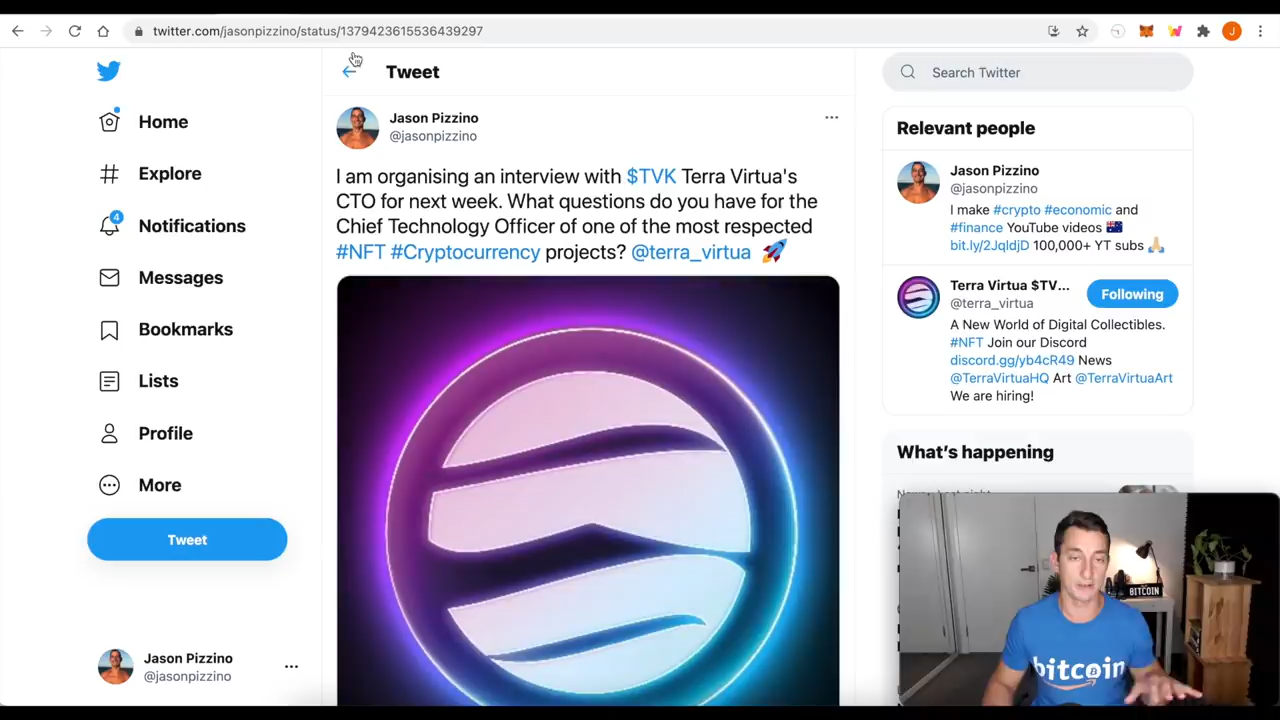 twitter.com/jasonpizzino/status/1379423615536439297
J
Home
Explore
4
Notifications
Messages
Bookmarks
Lists
Profile
More
Tweet
Jason Pizzino
@jasonpizzino
Tweet
Jason Pizzino
@jasonpizzino
I am organising an interview with $TVK Terra Virtua's
CTO for next week. What questions do you have for the
Chief Technology Officer of one of the most respected
#NFT #Cryptocurrency projects? @terra_virtua 🚀
Search Twitter
Relevant people
Jason Pizzino
@jasonpizzino
I make #crypto #economic and
#finance YouTube videos 🇦🇺
bit.ly/2JqldjD 100,000+ YT subs 🙏🏼
Terra Virtua $TV...
@terra_virtua
Following
A New World of Digital Collectibles.
#NFT Join our Discord
discord.gg/yb4cR49 News
@TerraVirtuaHQ Art @TerraVirtuaArt
We are hiring!
What's happening
BITCOIN
bitcoin